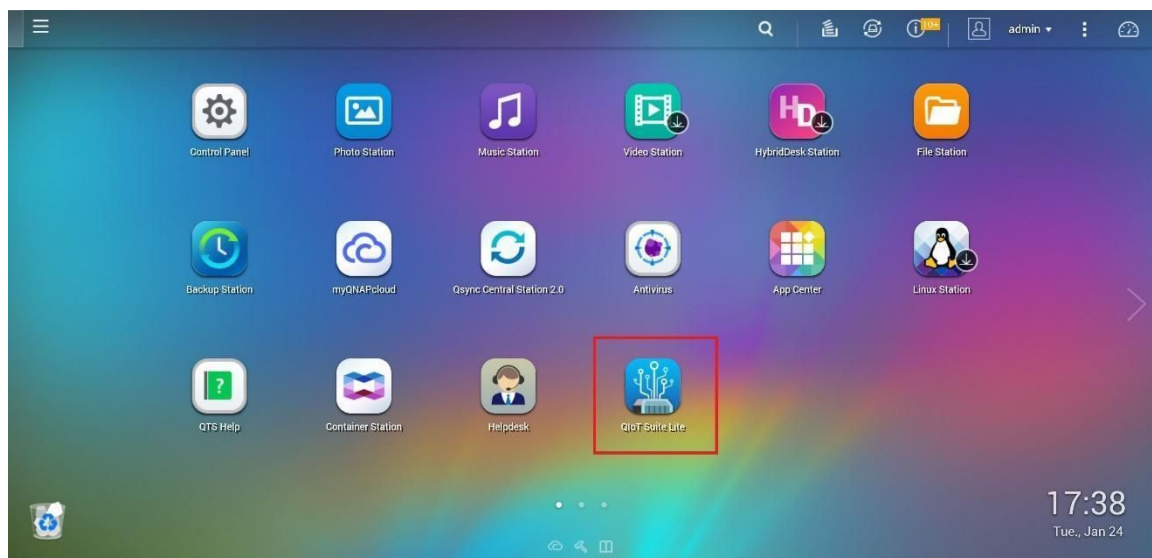 10+
admin
Control Panel
Photo Station
Music Station
Video Station
HD
HybridDesk Station
File Station
Backup Station
myQNAPcloud
Qsync Central Station 2.0
Antivirus
App Center
Linux Station
?
QTS Help
Container Station
Helpdesk
QIoT Suite Lite
17:38
Tue., Jan 24